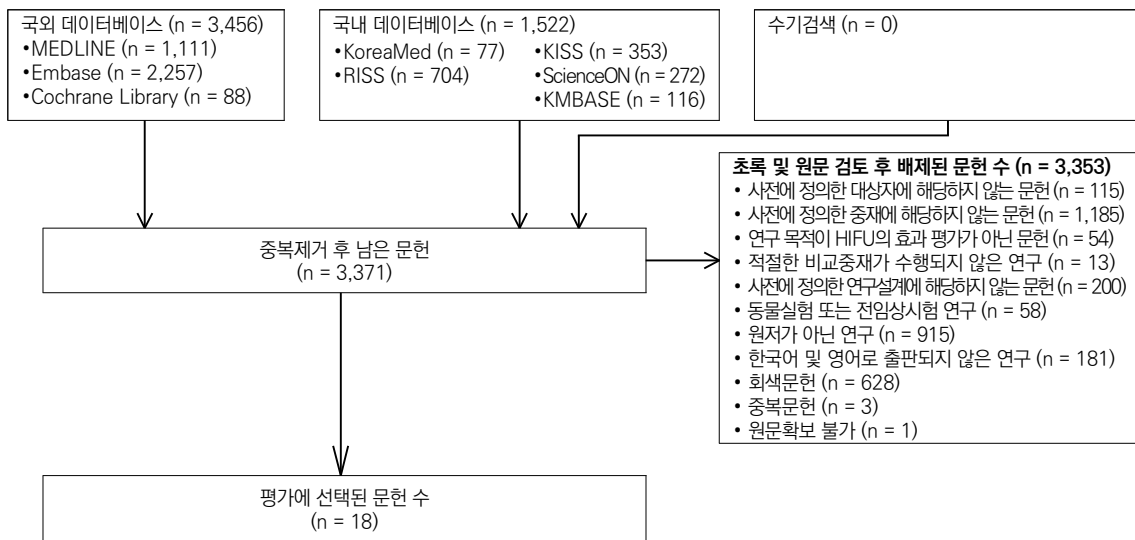 국외 데이터베이스 (n = 3,456)
•MEDLINE (n = 1,111)
•Embase (n = 2,257)
•Cochrane Library (n = 88)
국내 데이터베이스 (n = 1,522)
•KoreaMed (n = 77)
•RISS (n = 704)
•KISS (n = 353)
•ScienceON (n = 272)
•KMBASE (n = 116)
수기검색 (n = 0)
초록 및 원문 검토 후 배제된 문헌 수 (n = 3,353)
• 사전에 정의한 대상자에 해당하지 않는 문헌 (n = 115)
• 사전에 정의한 중재에 해당하지 않는 문헌 (n = 1,185)
• 연구 목적이 HIFU의 효과 평가가 아닌 문헌 (n = 54)
• 적절한 비교중재가 수행되지 않은 연구 (n = 13)
• 사전에 정의한 연구설계에 해당하지 않는 문헌 (n = 200)
• 동물실험 또는 전임상시험 연구 (n = 58)
• 원저가 아닌 연구 (n = 915)
• 한국어 및 영어로 출판되지 않은 연구 (n = 181)
• 회색문헌 (n = 628)
• 중복문헌 (n = 3)
• 원문확보 불가 (n = 1)
중복제거 후 남은 문헌
(n = 3,371)
평가에 선택된 문헌 수
(n = 18)